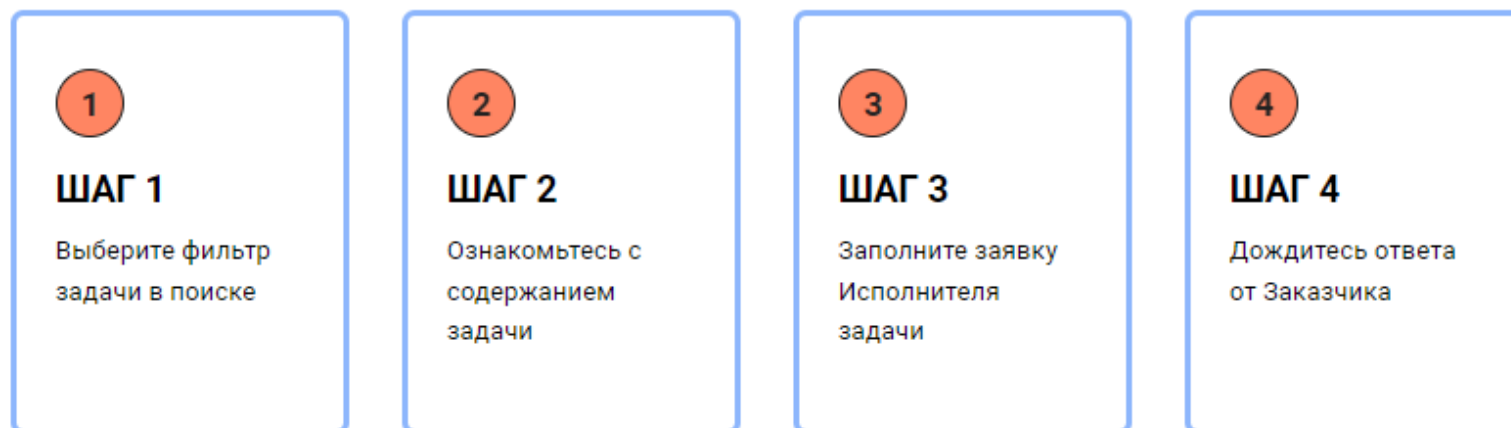 1
ШАГ 1
Выберите фильтр
задачи в поиске
2
ШАГ 2
Ознакомьтесь с
содержанием
задачи
3
ШАГ 3
Заполните заявку
Исполнителя
задачи
4
ШАГ 4
Дождитесь ответа
от Заказчика